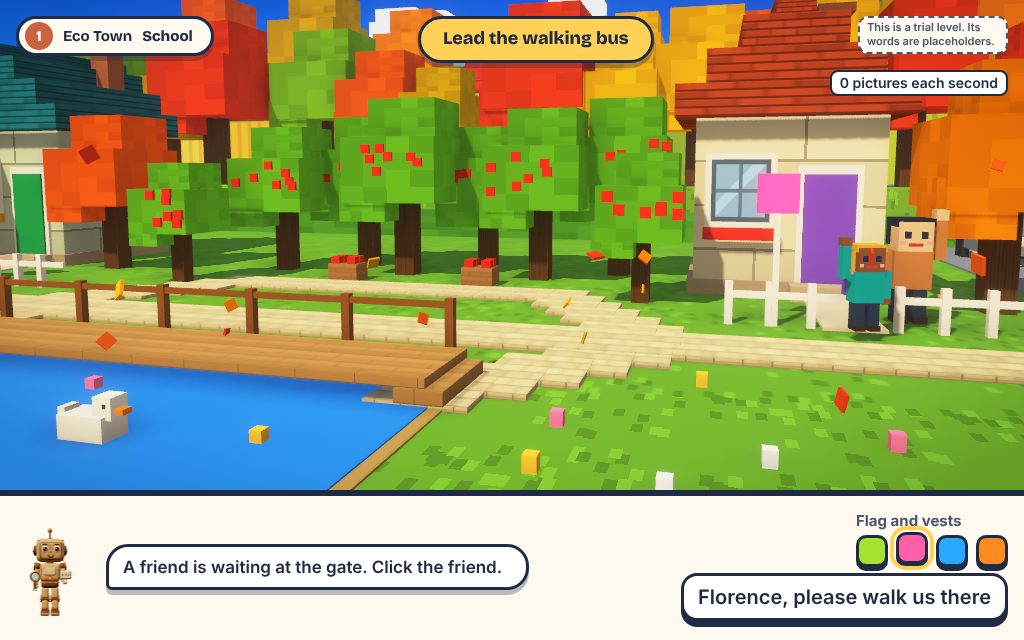 1 Eco Town School
Lead the walking bus
This is a trial level. Its
words are placeholders.
0 pictures each second
Flag and vests
A friend is waiting at the gate. Click the friend.
Florence, please walk us there